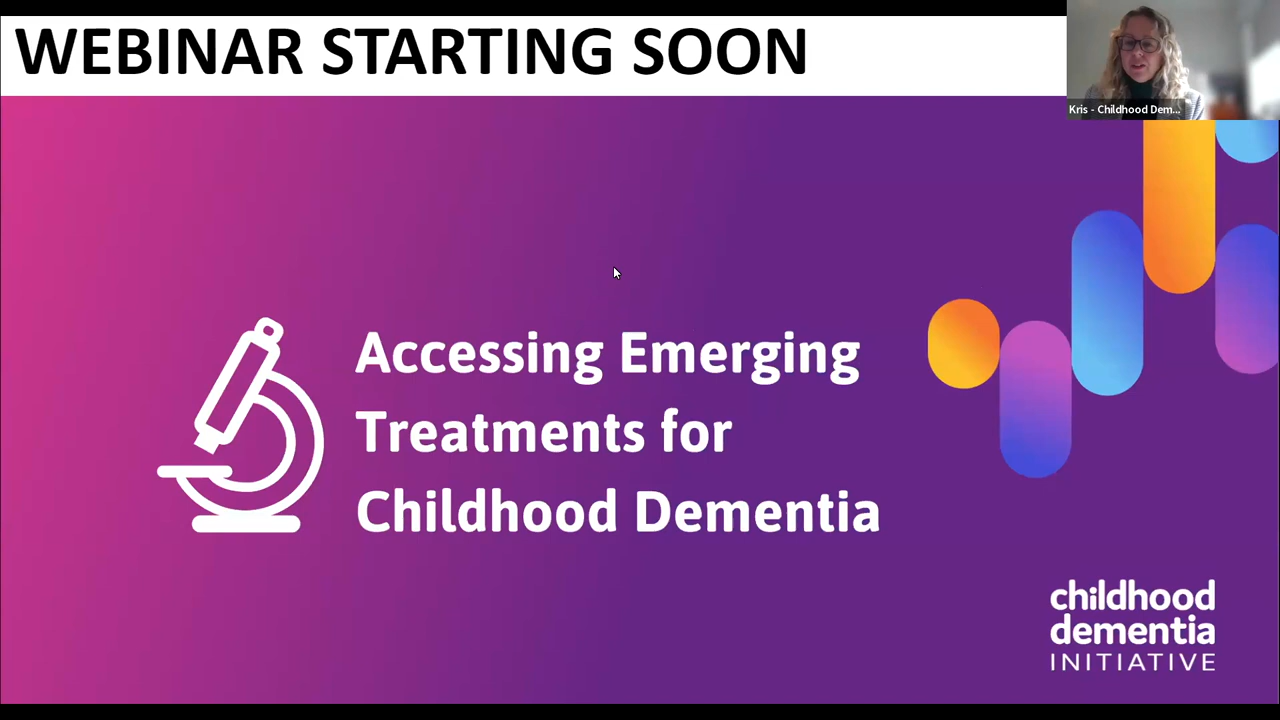 WEBINAR STARTING SOON
Kris - Childhood Dem...
Accessing Emerging
Treatments for
Childhood Dementia
childhood
dementia
INITIATIVE